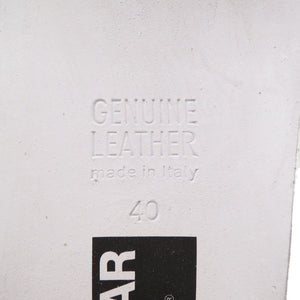 GENUINE
LEATHER
made in Italy
40
AR
®